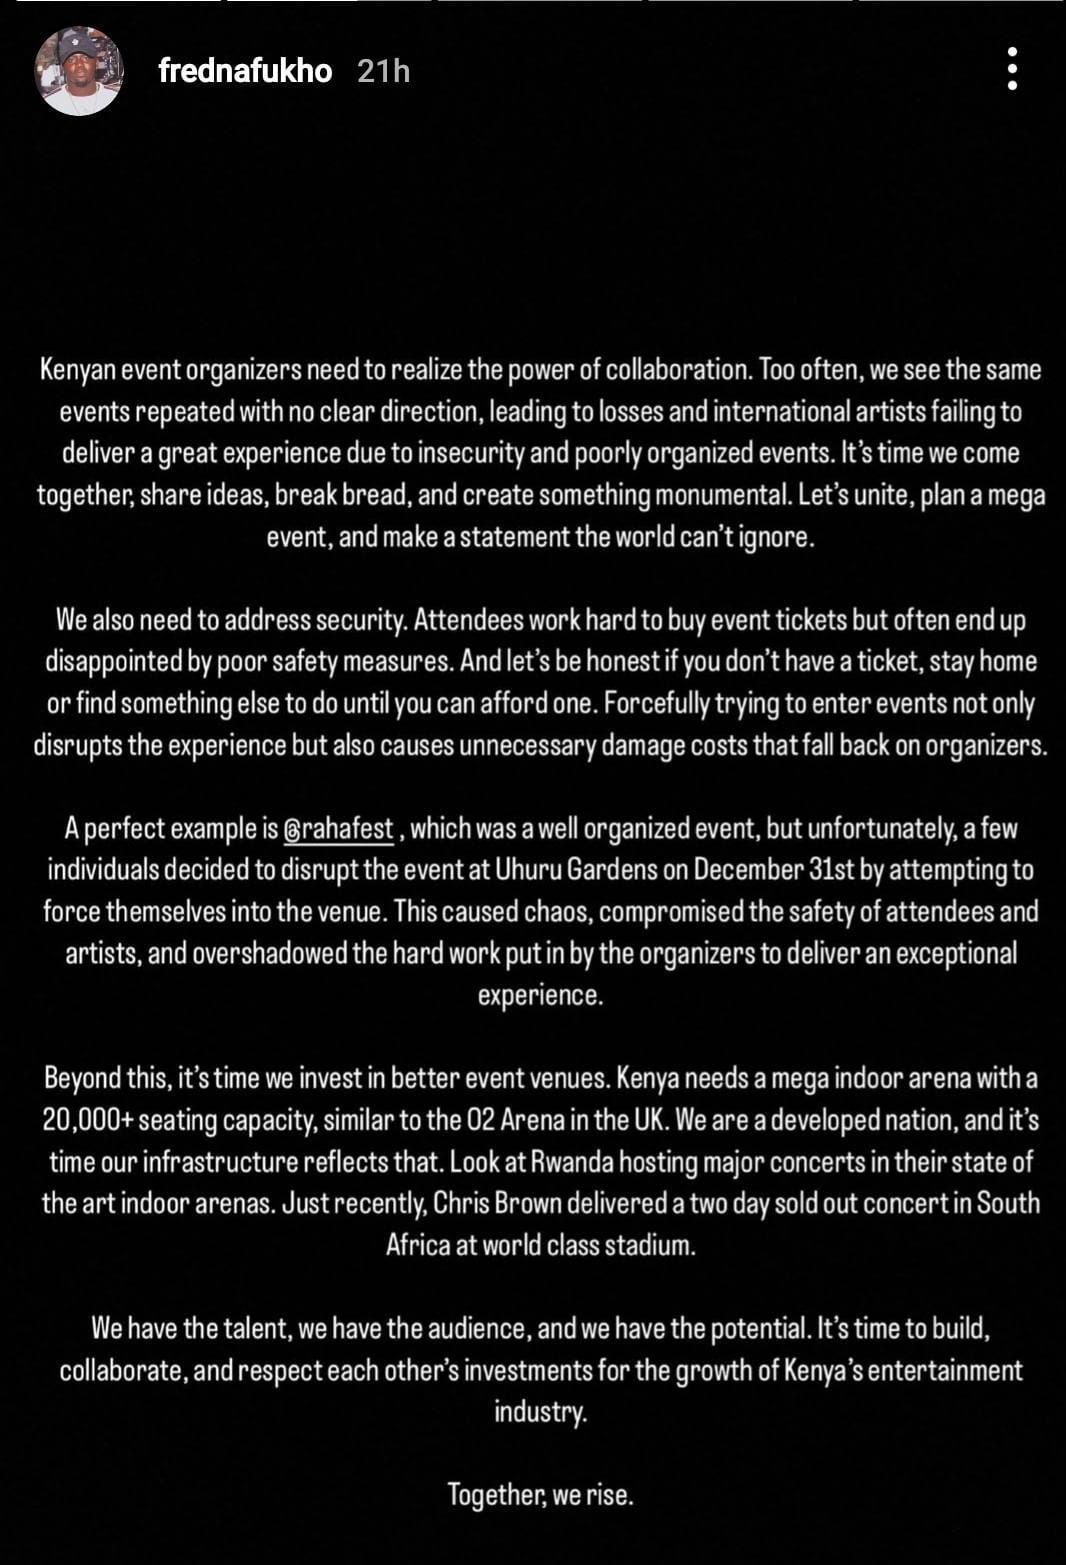 frednafukho 21h
Kenyan event organizers need to realize the power of collaboration. Too often, we see the same
events repeated with no clear direction, leading to losses and international artists failing to
deliver a great experience due to insecurity and poorly organized events. It's time we come
together, share ideas, break bread, and create something monumental. Let's unite, plan a mega
event, and make a statement the world can't ignore.
We also need to address security. Attendees work hard to buy event tickets but often end up
disappointed by poor safety measures. And let's be honest if you don't have a ticket, stay home
or find something else to do until you can afford one. Forcefully trying to enter events not only
disrupts the experience but also causes unnecessary damage costs that fall back on organizers.
A perfect example is @rahafest , which was a well organized event, but unfortunately, a few
individuals decided to disrupt the event at Uhuru Gardens on December 31st by attempting to
force themselves into the venue. This caused chaos, compromised the safety of attendees and
artists, and overshadowed the hard work put in by the organizers to deliver an exceptional
experience.
Beyond this, it's time we invest in better event venues. Kenya needs a mega indoor arena with a
20,000+ seating capacity, similar to the O2 Arena in the UK. We are a developed nation, and it's
time our infrastructure reflects that. Look at Rwanda hosting major concerts in their state of
the art indoor arenas. Just recently, Chris Brown delivered a two day sold out concert in South
Africa at world class stadium.
We have the talent, we have the audience, and we have the potential. It's time to build,
collaborate, and respect each other's investments for the growth of Kenya's entertainment
industry.
Together, we rise.